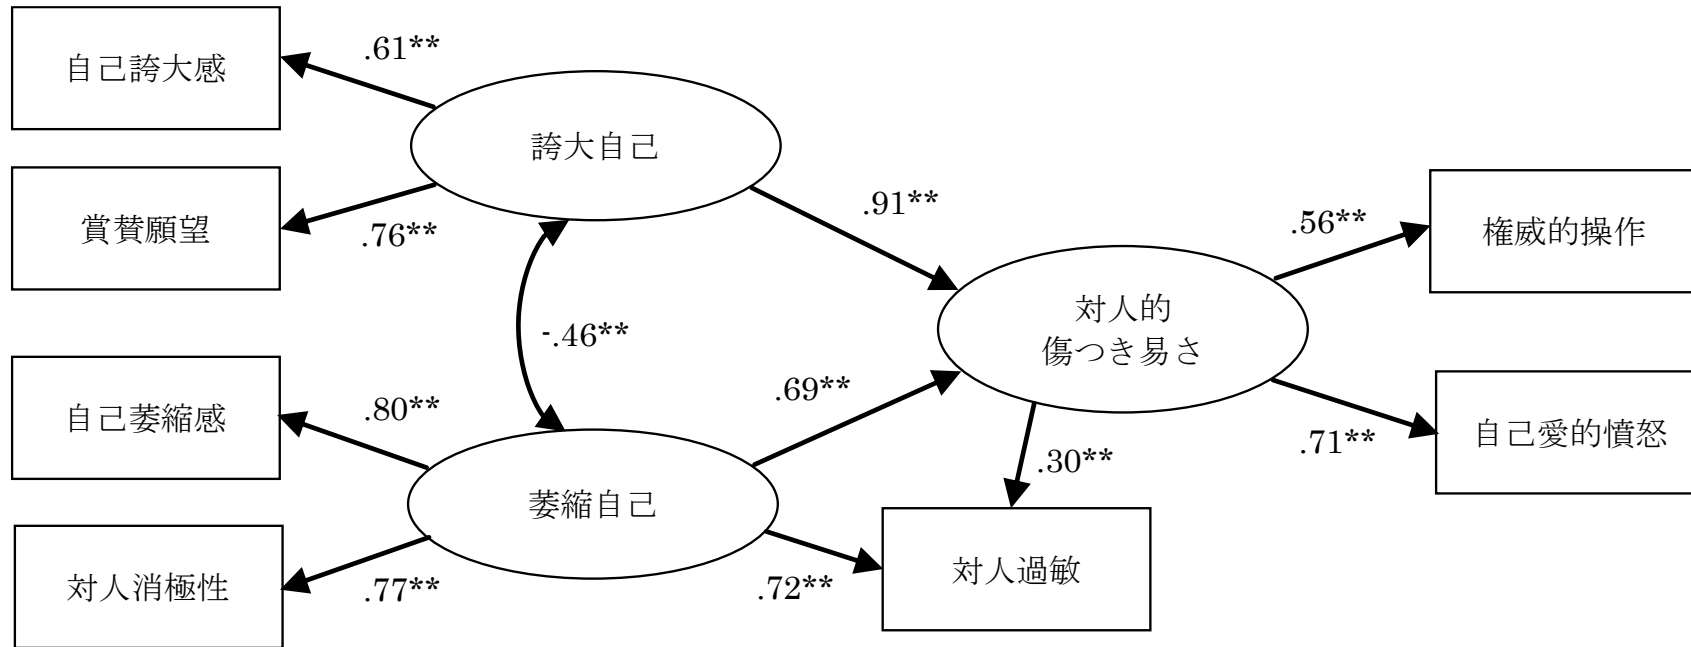 自己誇大感
.61**
誇大自己
賞賛願望
.76**
.91**
.56**
権威的操作
対人的
傷つき易さ
-.46**
自己萎縮感
.80**
.69**
.71**
自己愛的憤怒
.30**
萎縮自己
対人消極性
.77**
.72**
対人過敏